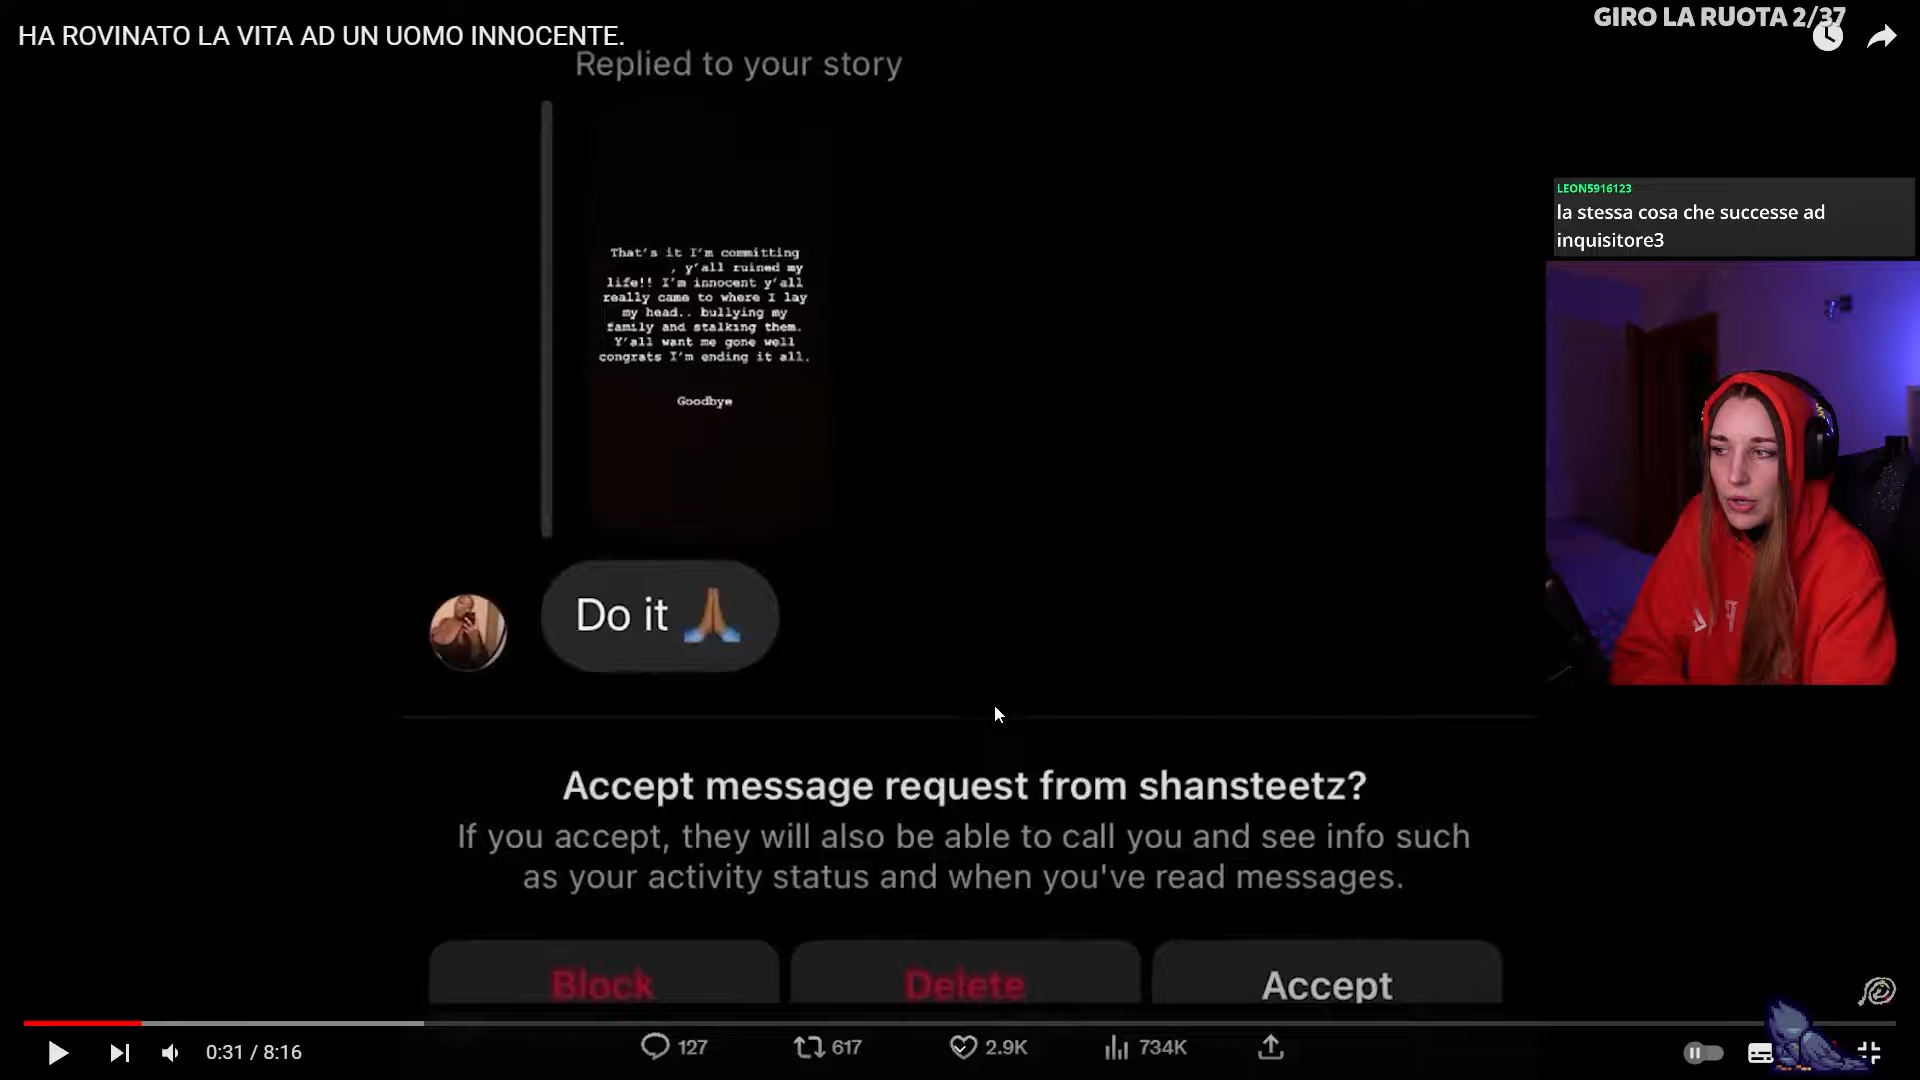 HA ROVINATO LA VITA AD UN UOMO INNOCENTE.
GIRO LA RUOTA 2/37
Replied to your story
That's it I'm committing
, y'all ruined my
life!! I'm innocent y'all
really came to where I lay
my head.. bullying my
family and stalking them.
Y'all want me gone well
congrats I'm ending it all.
Goodbye
LEON5916123
la stessa cosa che successe ad
inquisitore3
Do it 🙏🏾
Accept message request from shansteetz?
If you accept, they will also be able to call you and see info such
as your activity status and when you've read messages.
Block Delete Accept
0:31 / 8:16
127 617 2.9K 734K